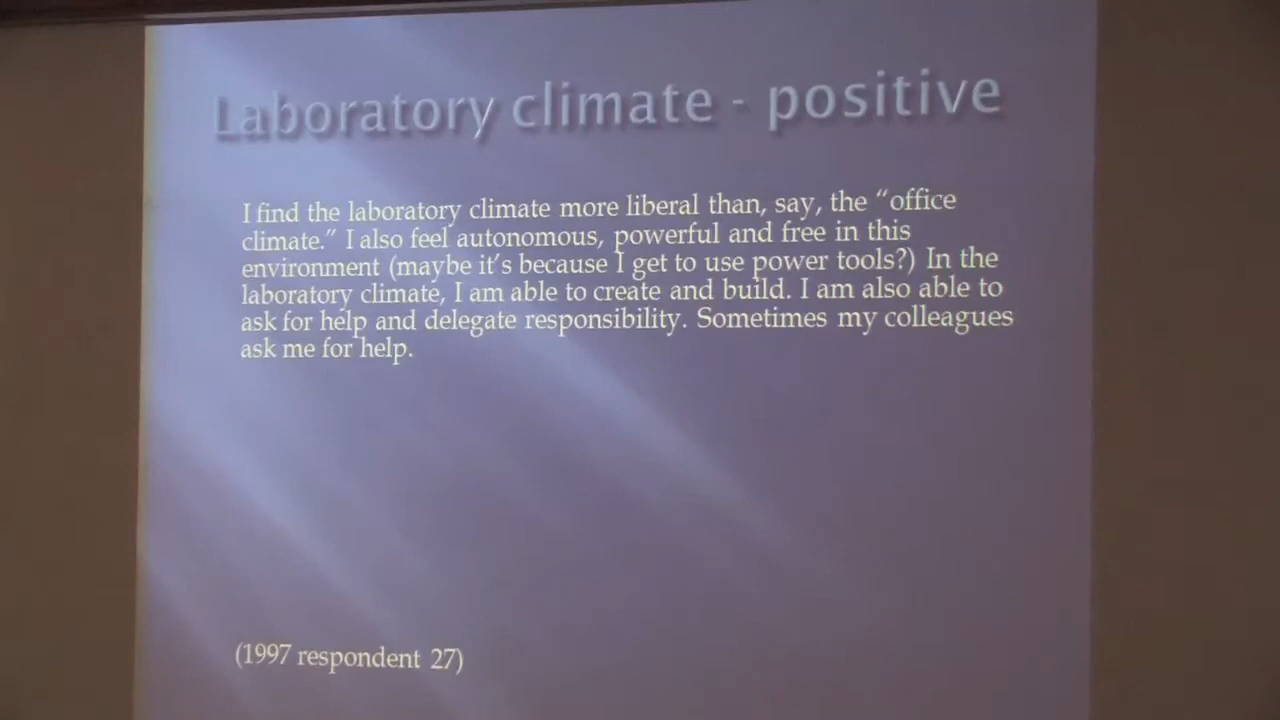 Laboratory climate - positive
I find the laboratory climate more liberal than, say, the “office
climate.” I also feel autonomous, powerful and free in this
environment (maybe it’s because I get to use power tools?) In the
laboratory climate, I am able to create and build. I am also able to
ask for help and delegate responsibility. Sometimes my colleagues
ask me for help.
(1997 respondent 27)